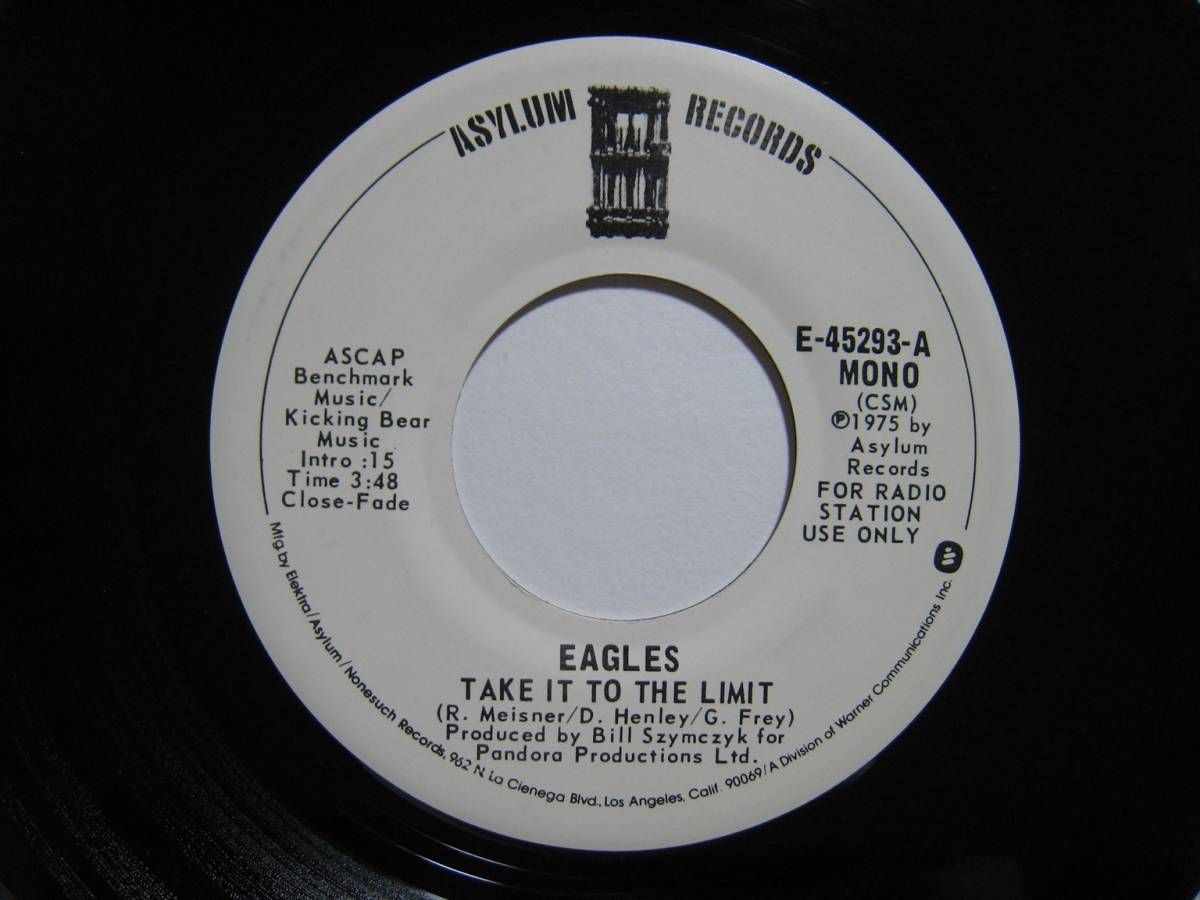 ASYLUM RECORDS
ASCAP
Benchmark
Music/
Kicking Bear
Music
Intro :15
Time 3:48
Close-Fade
E-45293-A
MONO
(CSM)
℗1975 by
Asylum
Records
FOR RADIO
STATION
USE ONLY
EAGLES
TAKE IT TO THE LIMIT
(R. Meisner/D. Henley/G. Frey)
Produced by Bill Szymczyk for
Pandora Productions Ltd.
Mfg by Elektra/Asylum/Nonesuch Records, 962 N. La Cienega Blvd., Los Angeles, Calif. 90069/A Division of Warner Communications Inc.